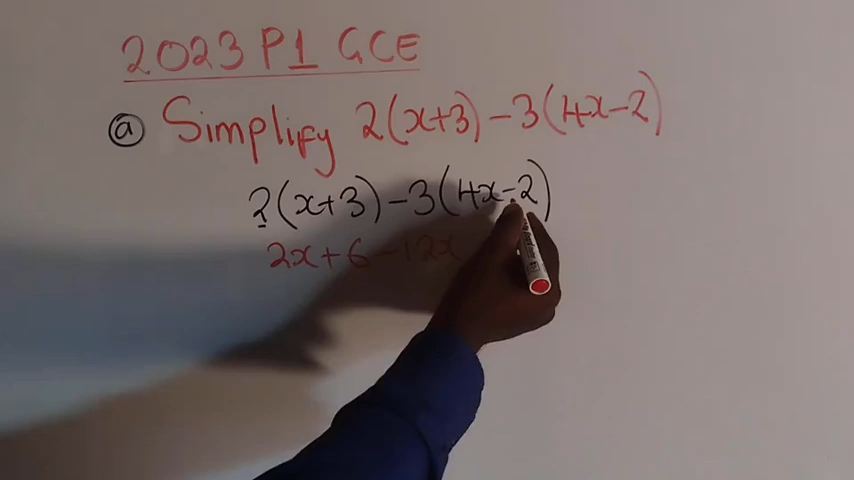 2023 P1 GCE
a Simplify 2(x+3)-3(4x-2)
2(x+3)-3(4x-2)
2x+6-12x